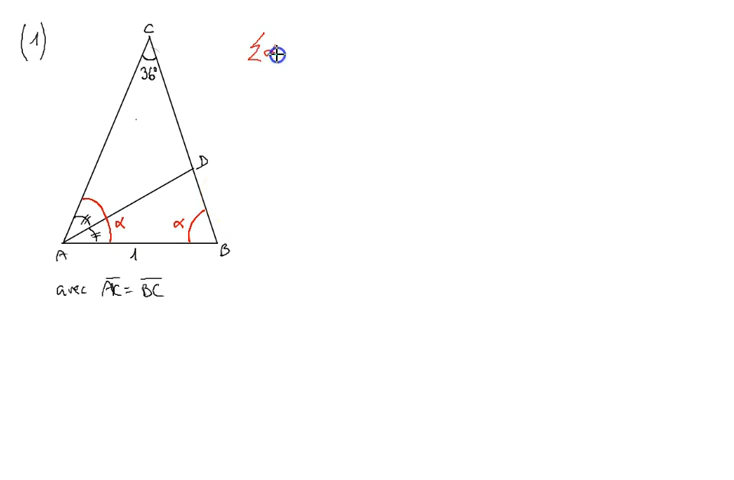 (1)
C
36°
D
α α
A 1 B
avec AC = BC